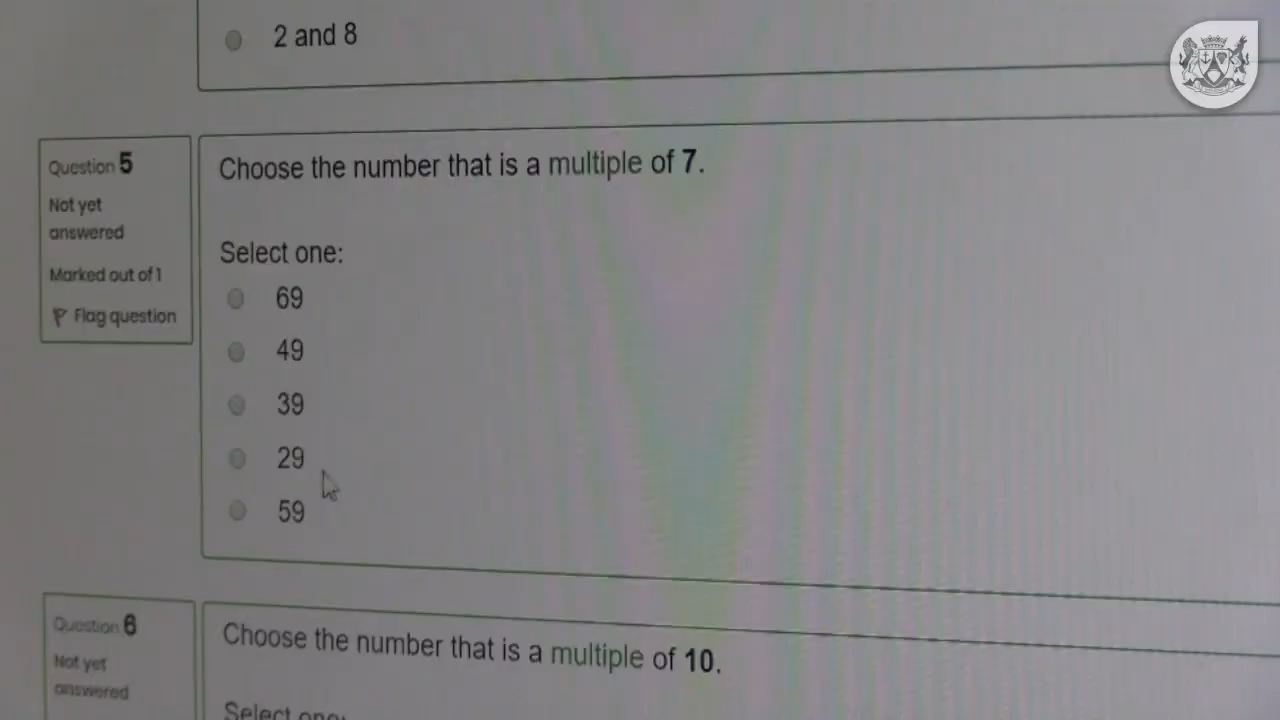 2 and 8
Question 5
Not yet
answered
Marked out of 1
Flag question
Choose the number that is a multiple of 7.
Select one:
69
49
39
29
59
Question 6
Not yet
answered
Choose the number that is a multiple of 10.
Select one: